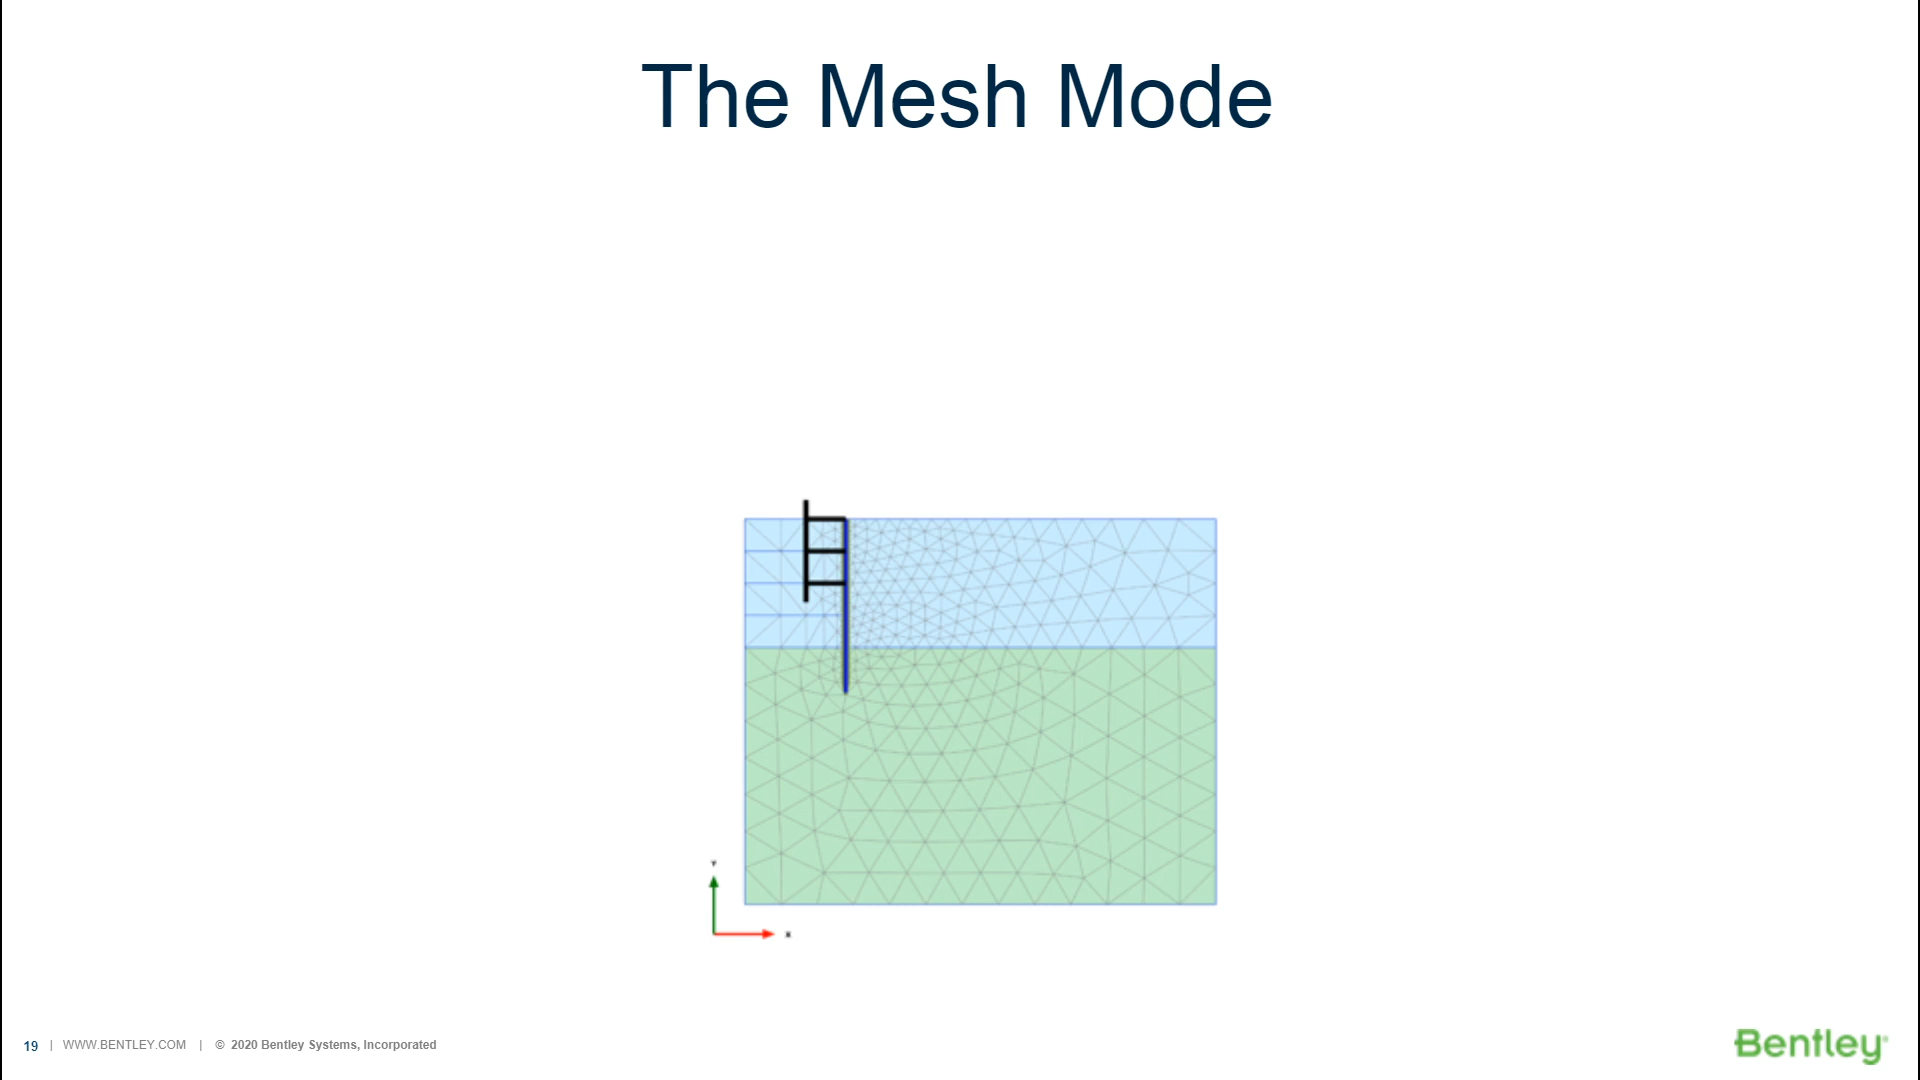 The Mesh Mode
Y
x
19 | WWW.BENTLEY.COM | © 2020 Bentley Systems, Incorporated
Bentley®